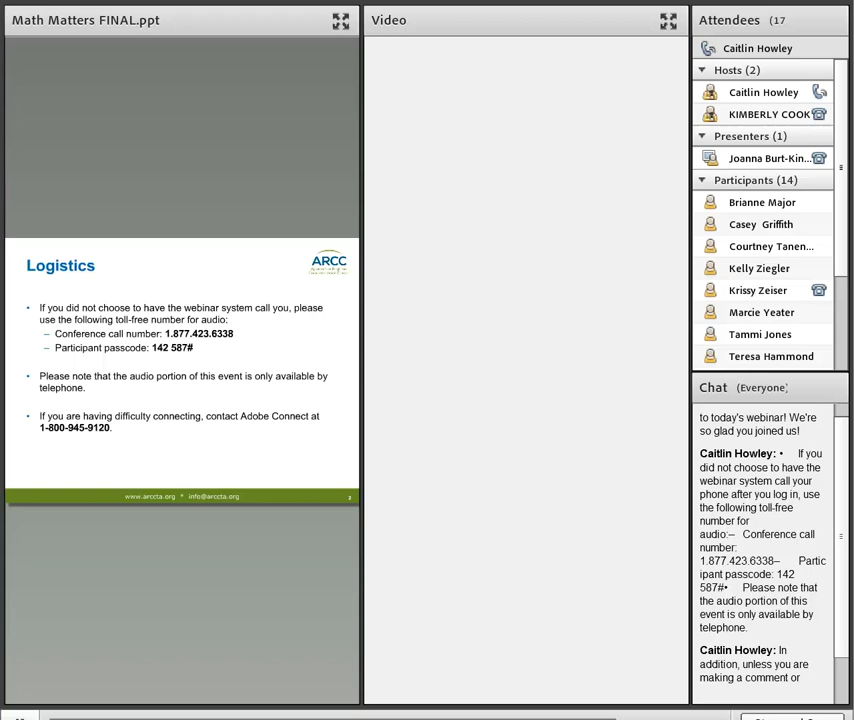 Math Matters FINAL.ppt
Logistics
ARCC
• If you did not choose to have the webinar system call you, please
use the following toll-free number for audio:
– Conference call number: 1.877.423.6338
– Participant passcode: 142 587#
• Please note that the audio portion of this event is only available by
telephone.
• If you are having difficulty connecting, contact Adobe Connect at
1-800-945-9120.
www.arccta.org * info@arccta.org
Video
Attendees (17
Caitlin Howley
Hosts (2)
Caitlin Howley
KIMBERLY COOK
Presenters (1)
Joanna Burt-Kin...
Participants (14)
Brianne Major
Casey Griffith
Courtney Tanen...
Kelly Ziegler
Krissy Zeiser
Marcie Yeater
Tammi Jones
Teresa Hammond
Chat (Everyone)
to today's webinar! We're
so glad you joined us!
Caitlin Howley: • If you
did not choose to have the
webinar system call your
phone after you log in, use
the following toll-free
number for
audio:– Conference call
number:
1.877.423.6338– Partic
ipant passcode: 142
587#• Please note that
the audio portion of this
event is only available by
telephone.
Caitlin Howley: In
addition, unless you are
making a comment or